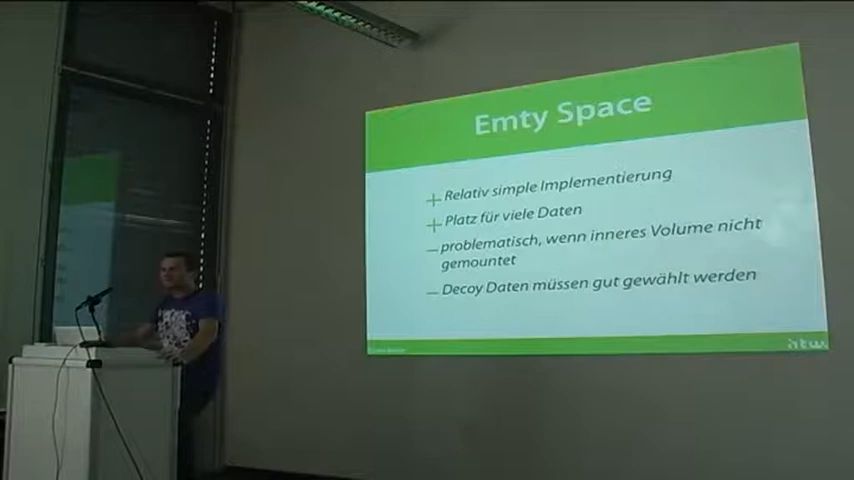 Emty Space
+ Relativ simple Implementierung
+ Platz für viele Daten
– problematisch, wenn inneres Volume nicht
gemountet
– Decoy Daten müssen gut gewählt werden
htw